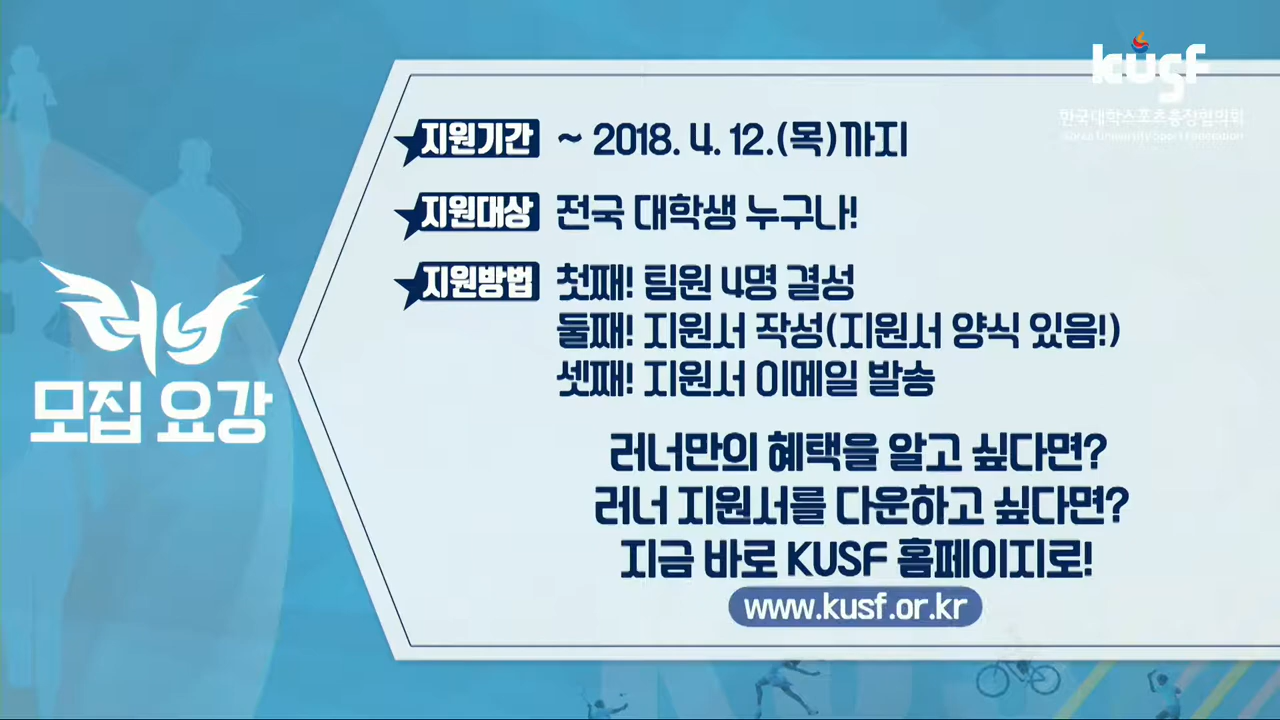 kusf
한국대학스포츠총장협의회
Korea University Sport Federation
러너
모집 요강
지원기간 ~ 2018. 4. 12.(목)까지
지원대상 전국 대학생 누구나!
지원방법 첫째! 팀원 4명 결성
둘째! 지원서 작성(지원서 양식 있음!)
셋째! 지원서 이메일 발송
러너만의 혜택을 알고 싶다면?
러너 지원서를 다운하고 싶다면?
지금 바로 KUSF 홈페이지로!
www.kusf.or.kr